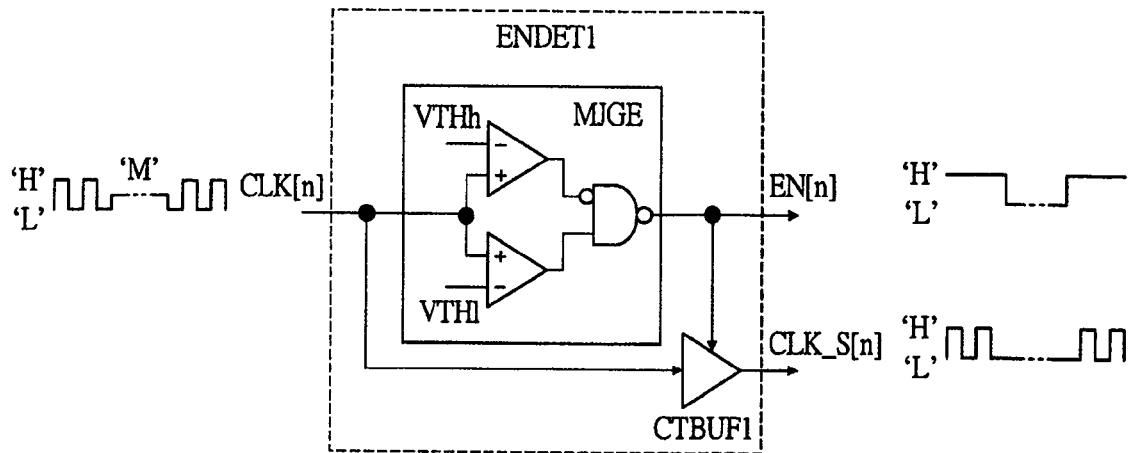 ENDET1
MJGE
VTHh
−
+
'H'
'M'
'L'
CLK[n]
EN[n]
'H'
'L'
+
−
VTHl
CLK_S[n]
'H'
'L'
CTBUF1